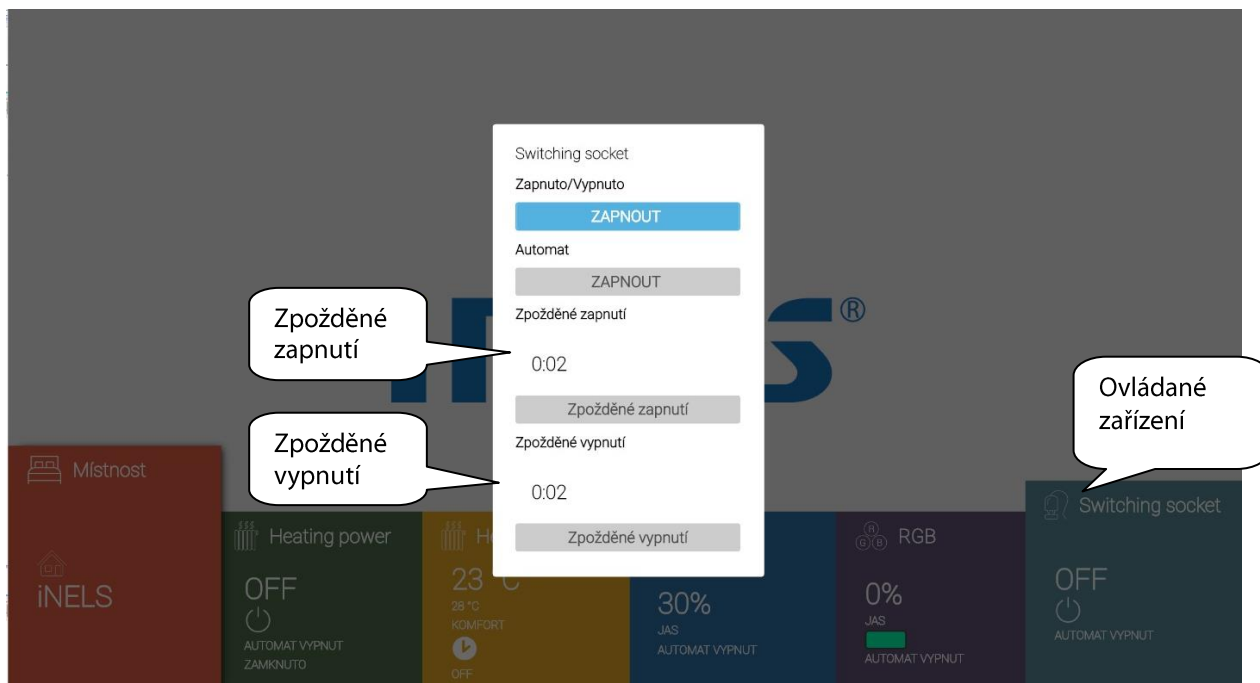 Switching socket
Zapnuto/Vypnuto
ZAPNOUT
Automat
ZAPNOUT
Zpožděné zapnutí
0:02
Zpožděné zapnutí
Zpožděné vypnutí
0:02
Zpožděné vypnutí
Zpožděné
zapnutí
Zpožděné
vypnutí
Ovládané
zařízení
®
Místnost
iNELS
Heating power
OFF
AUTOMAT VYPNUT
ZAMKNUTO
23 °C
28 °C
KOMFORT
OFF
30%
JAS
AUTOMAT VYPNUT
RGB
R
G B
0%
JAS
AUTOMAT VYPNUT
Switching socket
OFF
AUTOMAT VYPNUT